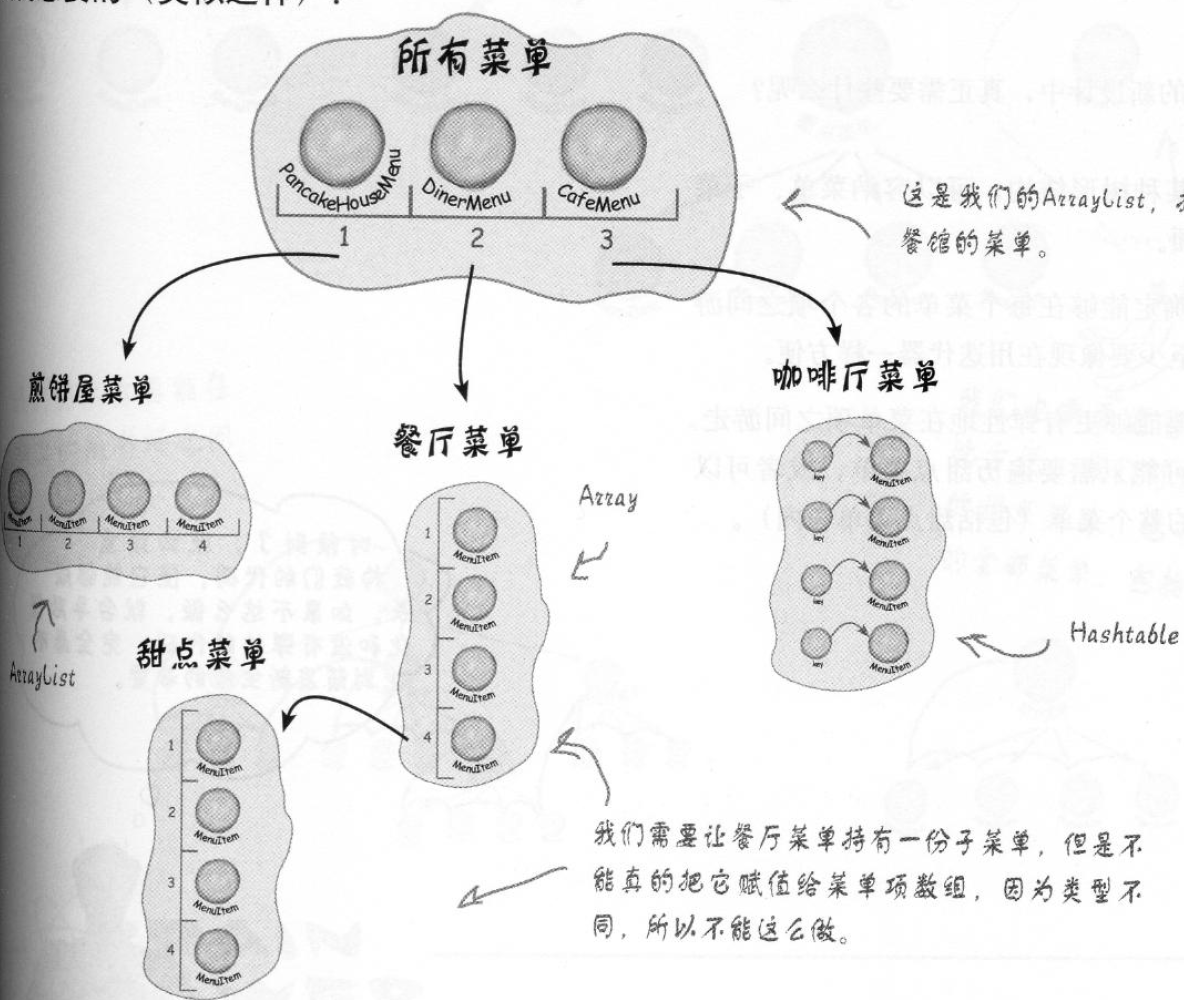 所有菜单
PancakeHouseMenu DinerMenu CafeMenu
1 2 3
这是我们的ArrayList，
餐馆的菜单。
煎饼屋菜单
MenuItem MenuItem MenuItem MenuItem
1 2 3 4
ArrayList
餐厅菜单
1 MenuItem
2 MenuItem
3 MenuItem
4 MenuItem
Array
咖啡厅菜单
key MenuItem
key MenuItem
key MenuItem
key MenuItem
Hashtable
甜点菜单
1 MenuItem
2 MenuItem
3 MenuItem
4 MenuItem
我们需要让餐厅菜单持有一份子菜单，但是不
能真的把它赋值给菜单项数组，因为类型不
同，所以不能这么做。